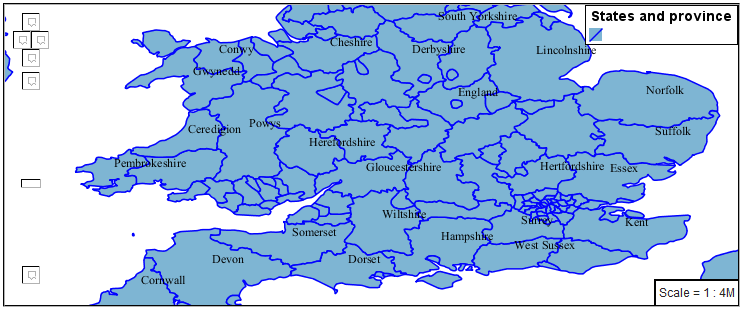 South Yorkshire
States and province
Cheshire
Conwy
Derbyshire
Lincolnshire
Gwynedd
England
Norfolk
Ceredigion
Powys
Suffolk
Herefordshire
Pembrokeshire
Gloucestershire
Hertfordshire
Essex
Wiltshire
Surrey
Kent
Somerset
Hampshire
West Sussex
Devon
Dorset
Cornwall
Scale = 1 : 4M